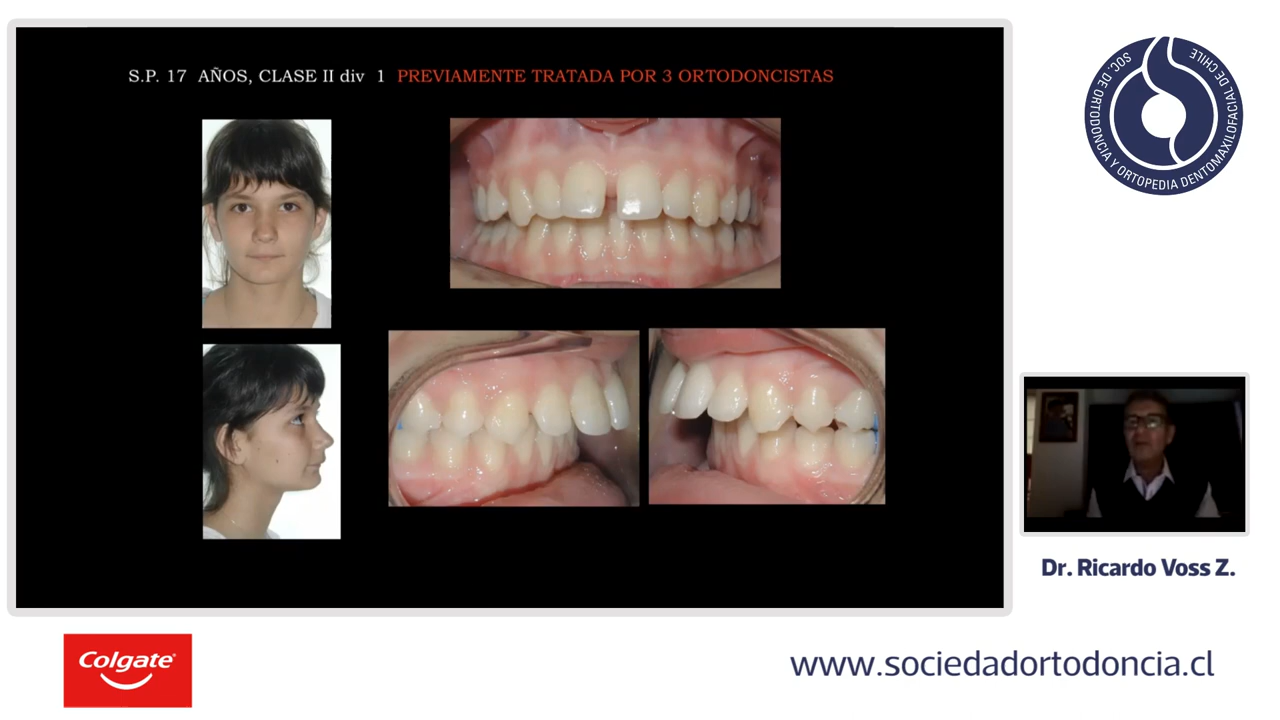 S.P. 17 AÑOS, CLASE II div 1 PREVIAMENTE TRATADA POR 3 ORTODONCISTAS
SOC. DE ORTODONCIA Y ORTOPEDIA DENTOMAXILOFACIAL DE CHILE
Dr. Ricardo Voss Z.
Colgate®
www.sociedadortodoncia.cl